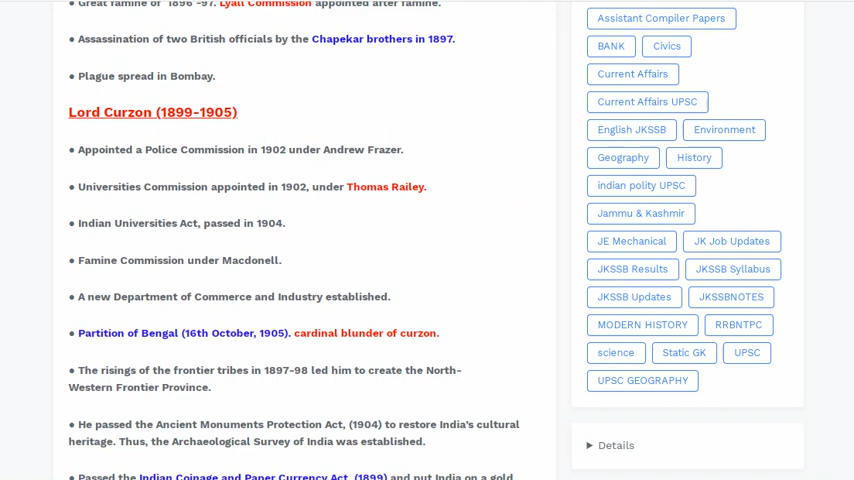 ● Great famine of 1896 -97. Lyall Commission appointed after famine.
● Assassination of two British officials by the Chapekar brothers in 1897.
● Plague spread in Bombay.
Lord Curzon (1899-1905)
● Appointed a Police Commission in 1902 under Andrew Frazer.
● Universities Commission appointed in 1902, under Thomas Railey.
● Indian Universities Act, passed in 1904.
● Famine Commission under Macdonell.
● A new Department of Commerce and Industry established.
● Partition of Bengal (16th October, 1905). cardinal blunder of curzon.
● The risings of the frontier tribes in 1897-98 led him to create the North-
Western Frontier Province.
● He passed the Ancient Monuments Protection Act, (1904) to restore India's cultural
heritage. Thus, the Archaeological Survey of India was established.
● Passed the Indian Coinage and Paper Currency Act, (1899) and put India on a gold
Assistant Compiler Papers
BANK Civics
Current Affairs
Current Affairs UPSC
English JKSSB Environment
Geography History
indian polity UPSC
Jammu & Kashmir
JE Mechanical JK Job Updates
JKSSB Results JKSSB Syllabus
JKSSB Updates JKSSBNOTES
MODERN HISTORY RRBNTPC
science Static GK UPSC
UPSC GEOGRAPHY
▶ Details